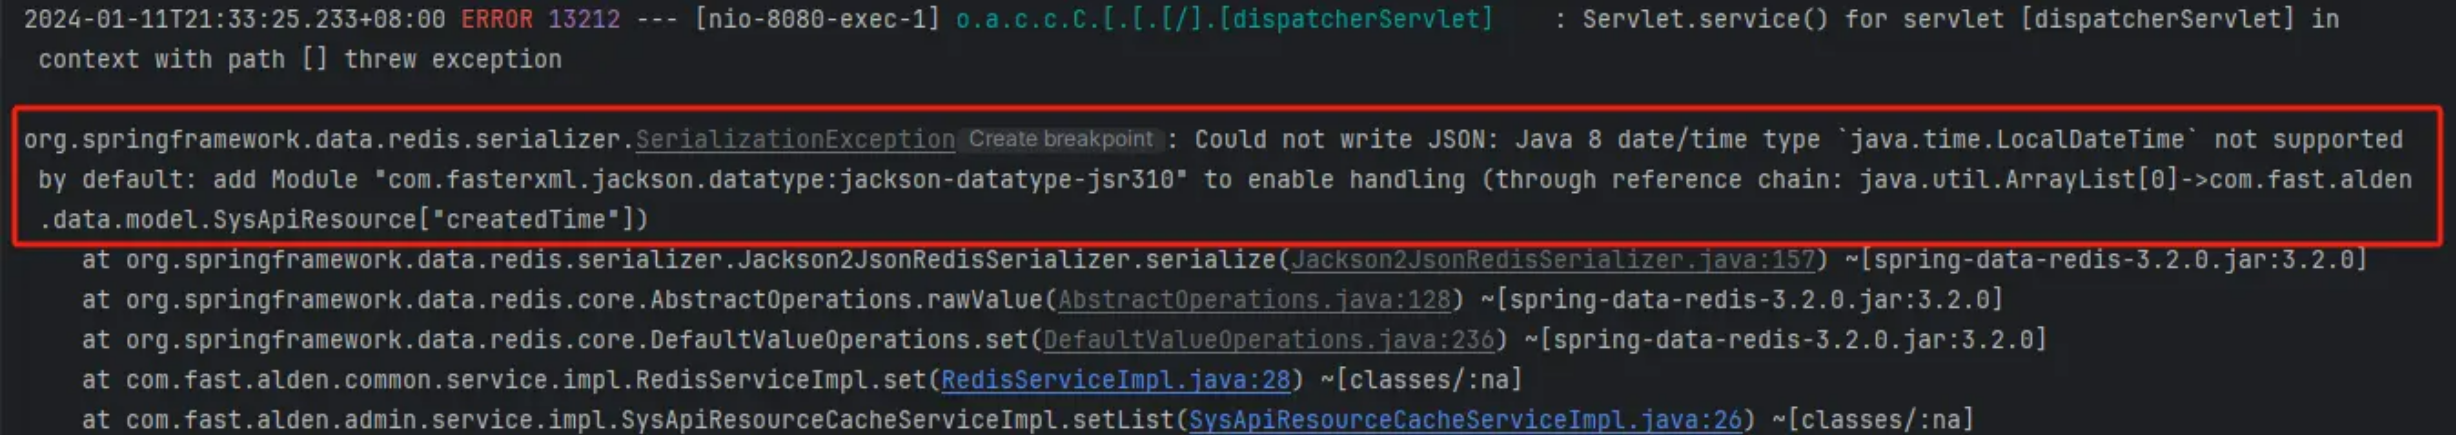 2024-01-11T21:33:25.233+08:00 ERROR 13212 --- [nio-8080-exec-1] o.a.c.c.C.[.[.[/].[dispatcherServlet]    : Servlet.service() for servlet [dispatcherServlet] in
context with path [] threw exception
org.springframework.data.redis.serializer.SerializationException Create breakpoint : Could not write JSON: Java 8 date/time type `java.time.LocalDateTime` not supported
by default: add Module "com.fasterxml.jackson.datatype:jackson-datatype-jsr310" to enable handling (through reference chain: java.util.ArrayList[0]->com.fast.alden
.data.model.SysApiResource["createdTime"])
at org.springframework.data.redis.serializer.Jackson2JsonRedisSerializer.serialize(Jackson2JsonRedisSerializer.java:157) ~[spring-data-redis-3.2.0.jar:3.2.0]
at org.springframework.data.redis.core.AbstractOperations.rawValue(AbstractOperations.java:128) ~[spring-data-redis-3.2.0.jar:3.2.0]
at org.springframework.data.redis.core.DefaultValueOperations.set(DefaultValueOperations.java:236) ~[spring-data-redis-3.2.0.jar:3.2.0]
at com.fast.alden.common.service.impl.RedisServiceImpl.set(RedisServiceImpl.java:28) ~[classes/:na]
at com.fast.alden.admin.service.impl.SysApiResourceCacheServiceImpl.setList(SysApiResourceCacheServiceImpl.java:26) ~[classes/:na]